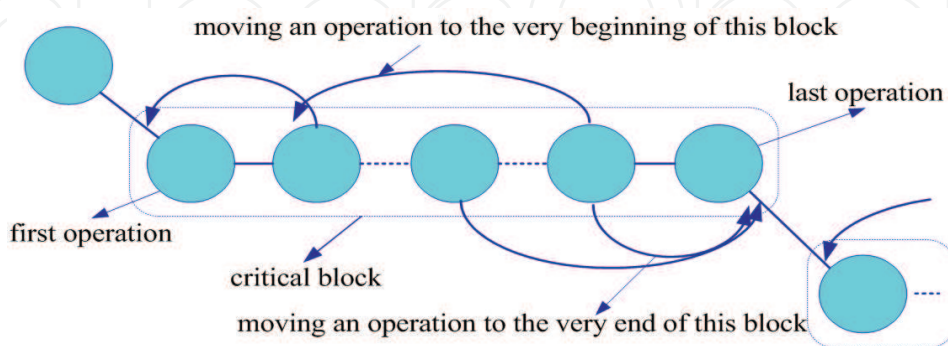 moving an operation to the very beginning of this block
last operation
first operation
critical block
moving an operation to the very end of this block